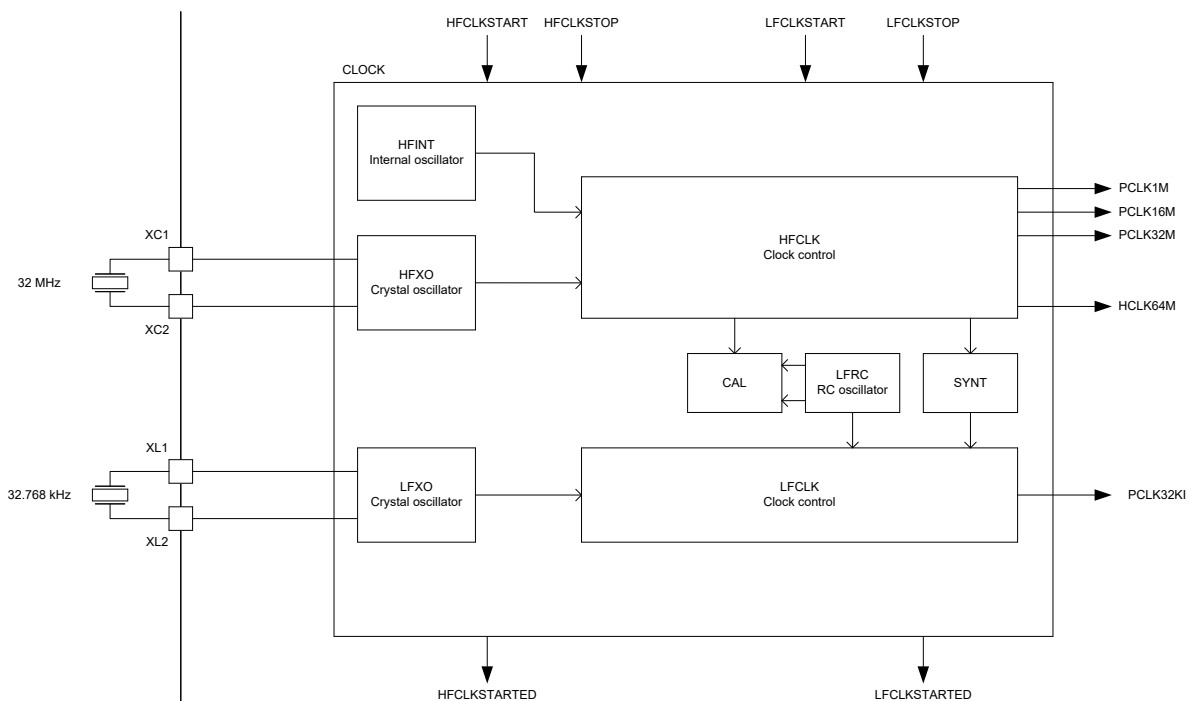 HFCLKSTART HFCLKSTOP LFCLKSTART LFCLKSTOP
CLOCK
HFINT
Internal oscillator
PCLK1M
PCLK16M
XC1
PCLK32M
HFCLK
Clock control
32 MHz
HFXO
Crystal oscillator
HCLK64M
XC2
CAL
LFRC
RC oscillator
SYNT
XL1
32.768 kHz
LFXO
Crystal oscillator
LFCLK
Clock control
PCLK32KI
XL2
HFCLKSTARTED LFCLKSTARTED